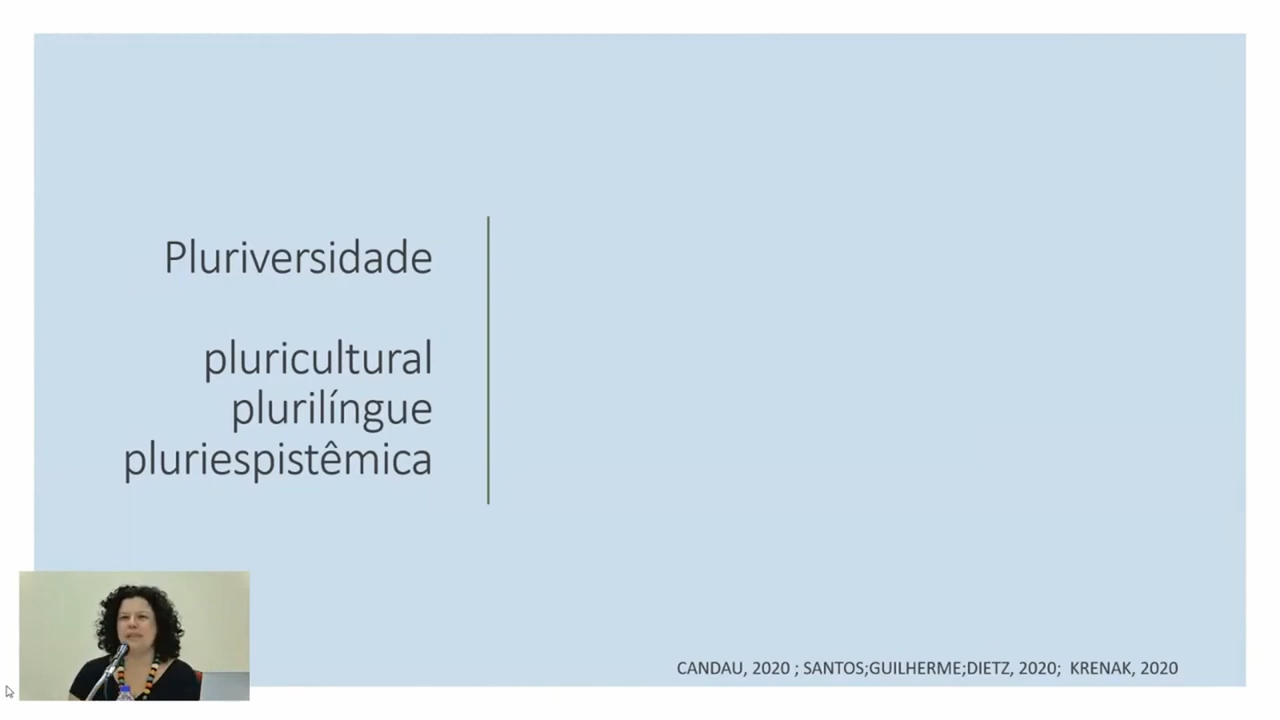 Pluriversidade
pluricultural
plurilíngue
pluriespistêmica
CANDAU, 2020 ; SANTOS;GUILHERME;DIETZ, 2020;  KRENAK, 2020